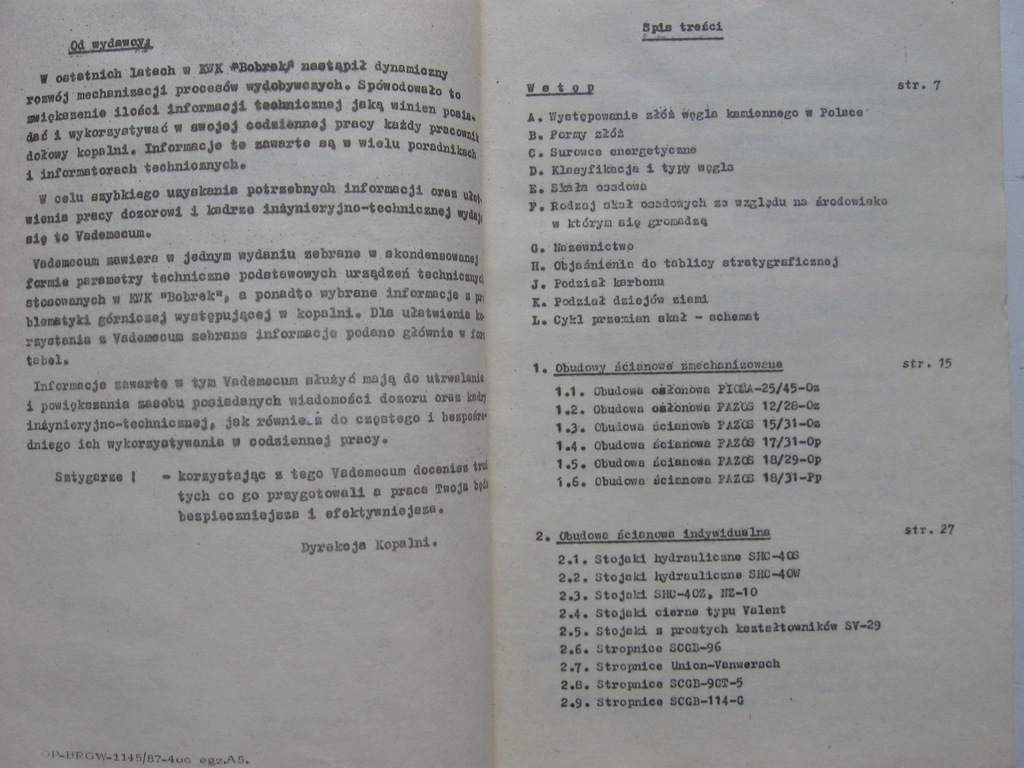 Od wydawcy:
W ostatnich latach w KWK "Bobrek" nastąpił dynamiczny
rozwój mechanizacji procesów wydobywczych. Spowodowało to
zwiększenie ilości informacji technicznej jaką winien posia-
dać i wykorzystywać w swojej codziennej pracy każdy pracownik
dołowy kopalni. Informacje te zawarte są w wielu poradnikach
i informatorach technicznych.
W celu szybkiego uzyskania potrzebnych informacji oraz ułat
wienia pracy dozorowi i kadrze inżynieryjno-technicznej wydaje
się to Vademecum.
Vademecum zawiera w jednym wydaniu zebrane w skondensowanej
formie parametry techniczne podstawowych urządzeń techniczny
stosowanych w KWK "Bobrek", a ponadto wybrane informacje z pr
blematyki górniczej występującej w kopalni. Dla ułatwienia ko
rzystania z Vademecum zebrane informacje podano głównie w for
tabel.
Informacje zawarte w tym Vademecum służyć mają do utrwalenia
i powiększania zasobu posiadanych wiadomości dozoru oraz kadry
inżynieryjno-technicznej, jak również do częstego i bezpośre-
dniego ich wykorzystywania w codziennej pracy.
Sztygarze ! - korzystając z tego Vademecum docenisz tru
tych co go przygotowali a praca Twoja będz
bezpieczniejsza i efektywniejsza.
Dyrekcja Kopalni.
OP-BRGW-1145/87-400 egz.A5.
Spis treści
Wstęp str. 7
A. Występowanie złóż węgla kamiennego w Polsce
B. Formy złóż
C. Surowce energetyczne
D. Klasyfikacja i typy węgla
E. Skała osadowa
F. Rodzaj skał osadowych ze względu na środowisko
w którym się gromadzą
G. Nazewnictwo
H. Objaśnienia do tablicy stratygraficznej
J. Podział karbonu
K. Podział dziejów ziemi
L. Cykl przemian skał - schemat
1. Obudowy ścianowe zmechanizowane str. 15
1.1. Obudowa osłonowa PIOMA-25/45-Oz
1.2. Obudowa osłonowa FAZOS 12/28-Oz
1.3. Obudowa ścianowa FAZOS 15/31-Oz
1.4. Obudowa ścianowa FAZOS 17/31-Op
1.5. Obudowa ścianowa FAZOS 18/29-Op
1.6. Obudowa ścianowa FAZOS 18/31-Pp
2. Obudowa ścianowa indywidualna str. 27
2.1. Stojaki hydrauliczne SHC-40S
2.2. Stojaki hydrauliczne SHC-40W
2.3. Stojaki SHC-40Z, NZ-10
2.4. Stojaki cierne typu Valent
2.5. Stojaki z prostych kształtowników SV-29
2.6. Stropnice SCGB-96
2.7. Stropnice Union-Vanwersch
2.8. Stropnice SCGB-9CT-5
2.9. Stropnice SCGB-114-G